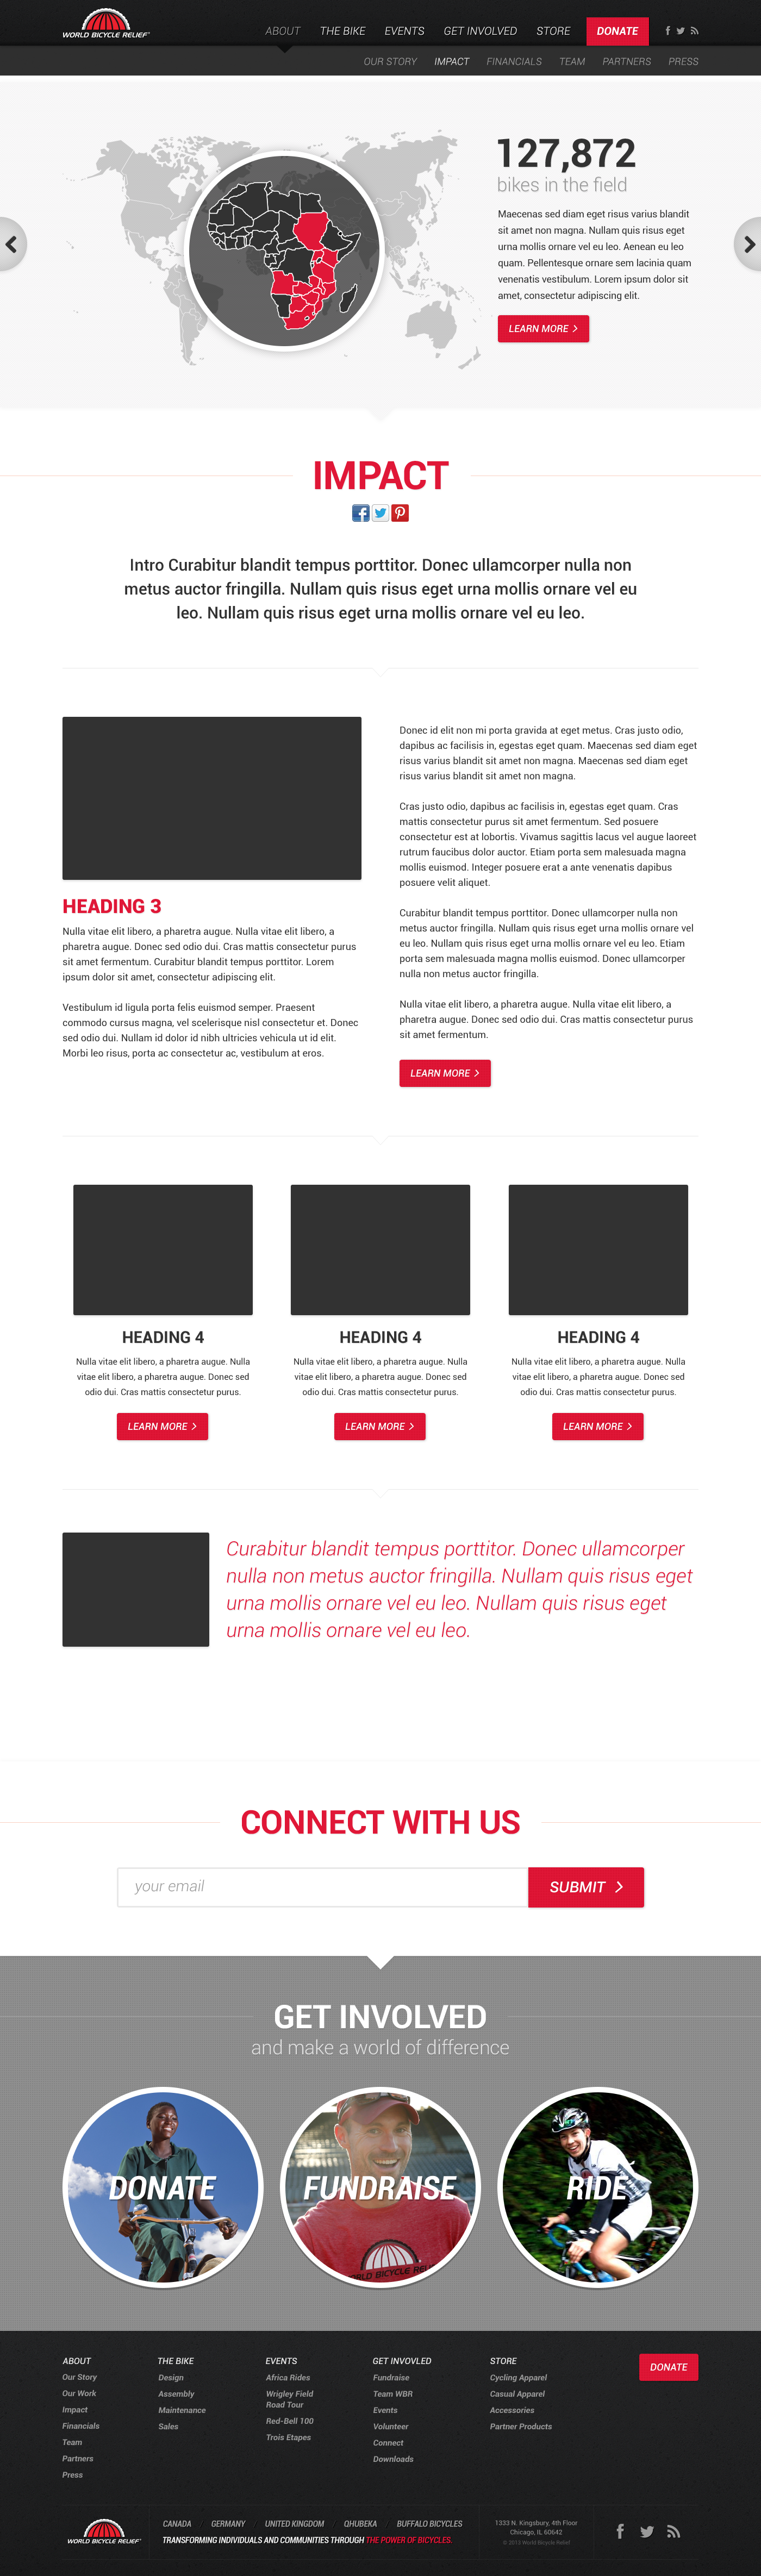 WORLD BICYCLE RELIEF
ABOUT THE BIKE EVENTS GET INVOLVED STORE DONATE
OUR STORY IMPACT FINANCIALS TEAM PARTNERS PRESS
127,872
bikes in the field
Maecenas sed diam eget risus varius blandit
sit amet non magna. Nullam quis risus eget
urna mollis ornare vel eu leo. Aenean eu leo
quam. Pellentesque ornare sem lacinia quam
venenatis vestibulum. Lorem ipsum dolor sit
amet, consectetur adipiscing elit.
LEARN MORE
IMPACT
Intro Curabitur blandit tempus porttitor. Donec ullamcorper nulla non
metus auctor fringilla. Nullam quis risus eget urna mollis ornare vel eu
leo. Nullam quis risus eget urna mollis ornare vel eu leo.
HEADING 3
Nulla vitae elit libero, a pharetra augue. Nulla vitae elit libero, a
pharetra augue. Donec sed odio dui. Cras mattis consectetur purus
sit amet fermentum. Curabitur blandit tempus porttitor. Lorem
ipsum dolor sit amet, consectetur adipiscing elit.
Vestibulum id ligula porta felis euismod semper. Praesent
commodo cursus magna, vel scelerisque nisl consectetur et. Donec
sed odio dui. Nullam id dolor id nibh ultricies vehicula ut id elit.
Morbi leo risus, porta ac consectetur ac, vestibulum at eros.
Donec id elit non mi porta gravida at eget metus. Cras justo odio,
dapibus ac facilisis in, egestas eget quam. Maecenas sed diam eget
risus varius blandit sit amet non magna. Maecenas sed diam eget
risus varius blandit sit amet non magna.
Cras justo odio, dapibus ac facilisis in, egestas eget quam. Cras
mattis consectetur purus sit amet fermentum. Sed posuere
consectetur est at lobortis. Vivamus sagittis lacus vel augue laoreet
rutrum faucibus dolor auctor. Etiam porta sem malesuada magna
mollis euismod. Integer posuere erat a ante venenatis dapibus
posuere velit aliquet.
Curabitur blandit tempus porttitor. Donec ullamcorper nulla non
metus auctor fringilla. Nullam quis risus eget urna mollis ornare vel
eu leo. Nullam quis risus eget urna mollis ornare vel eu leo. Etiam
porta sem malesuada magna mollis euismod. Donec ullamcorper
nulla non metus auctor fringilla.
Nulla vitae elit libero, a pharetra augue. Nulla vitae elit libero, a
pharetra augue. Donec sed odio dui. Cras mattis consectetur purus
sit amet fermentum.
LEARN MORE
HEADING 4
Nulla vitae elit libero, a pharetra augue. Nulla
vitae elit libero, a pharetra augue. Donec sed
odio dui. Cras mattis consectetur purus.
LEARN MORE
HEADING 4
Nulla vitae elit libero, a pharetra augue. Nulla
vitae elit libero, a pharetra augue. Donec sed
odio dui. Cras mattis consectetur purus.
LEARN MORE
HEADING 4
Nulla vitae elit libero, a pharetra augue. Nulla
vitae elit libero, a pharetra augue. Donec sed
odio dui. Cras mattis consectetur purus.
LEARN MORE
Curabitur blandit tempus porttitor. Donec ullamcorper
nulla non metus auctor fringilla. Nullam quis risus eget
urna mollis ornare vel eu leo. Nullam quis risus eget
urna mollis ornare vel eu leo.
CONNECT WITH US
your email
SUBMIT
GET INVOLVED
and make a world of difference
DONATE
FUNDRAISE
RIDE
ABOUT
Our Story
Our Work
Impact
Financials
Team
Partners
Press
THE BIKE
Design
Assembly
Maintenance
Sales
EVENTS
Africa Rides
Wrigley Field
Road Tour
Red-Bell 100
Trois Etapes
GET INVOVLED
Fundraise
Team WBR
Events
Volunteer
Connect
Downloads
STORE
Cycling Apparel
Casual Apparel
Accessories
Partner Products
DONATE
WORLD BICYCLE RELIEF
CANADA GERMANY UNITED KINGDOM QHUBEKA BUFFALO BICYCLES
TRANSFORMING INDIVIDUALS AND COMMUNITIES THROUGH THE POWER OF BICYCLES.
1333 N. Kingsbury, 4th Floor
Chicago, IL 60642
© 2013 World Bicycle Relief